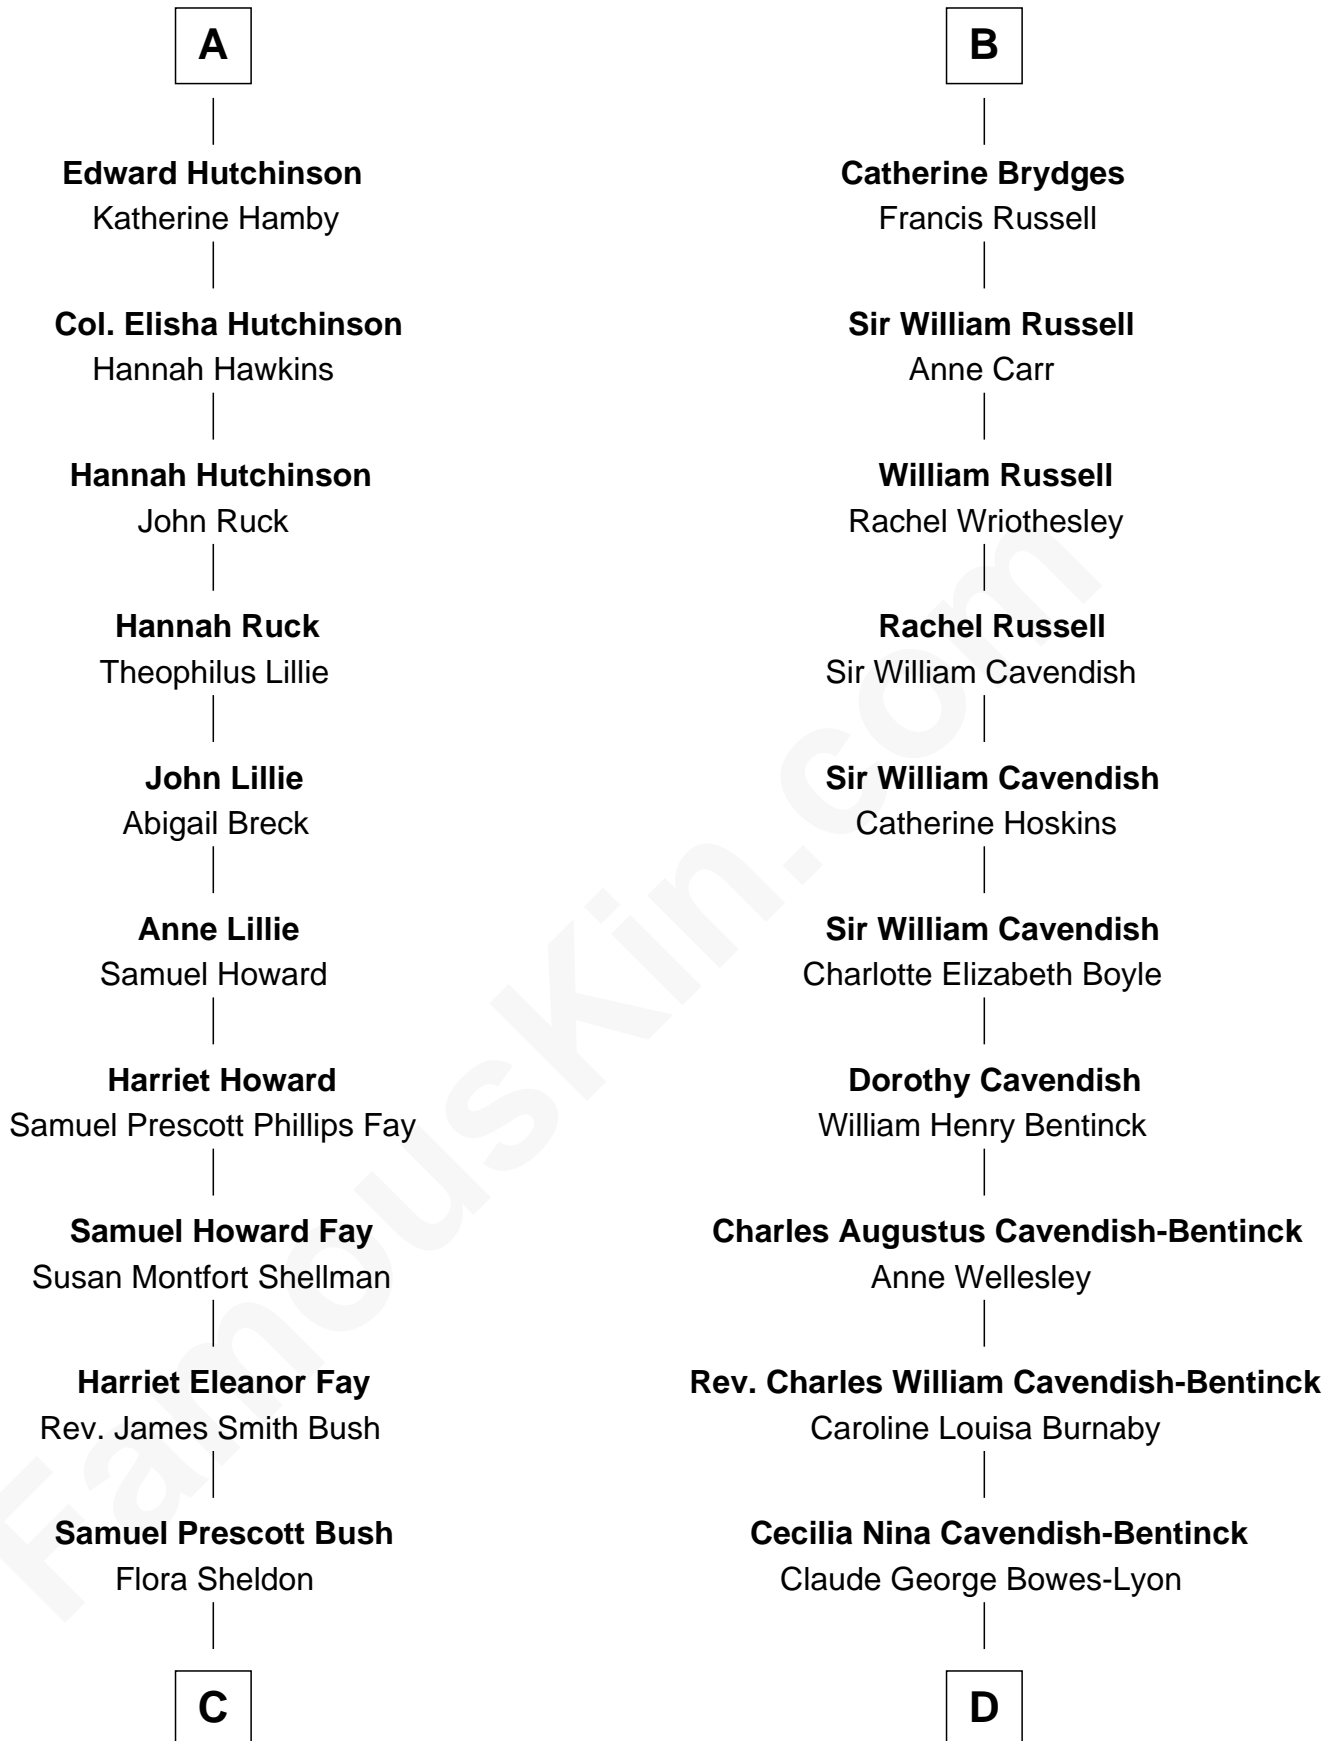 A
Edward Hutchinson
Katherine Hamby
Col. Elisha Hutchinson
Hannah Hawkins
Hannah Hutchinson
John Ruck
Hannah Ruck
Theophilus Lillie
John Lillie
Abigail Breck
Anne Lillie
Samuel Howard
Harriet Howard
Samuel Prescott Phillips Fay
Samuel Howard Fay
Susan Montfort Shellman
Harriet Eleanor Fay
Rev. James Smith Bush
Samuel Prescott Bush
Flora Sheldon
C
B
Catherine Brydges
Francis Russell
Sir William Russell
Anne Carr
William Russell
Rachel Wriothesley
Rachel Russell
Sir William Cavendish
Sir William Cavendish
Catherine Hoskins
Sir William Cavendish
Charlotte Elizabeth Boyle
Dorothy Cavendish
William Henry Bentinck
Charles Augustus Cavendish-Bentinck
Anne Wellesley
Rev. Charles William Cavendish-Bentinck
Caroline Louisa Burnaby
Cecilia Nina Cavendish-Bentinck
Claude George Bowes-Lyon
D
FamousKin.com